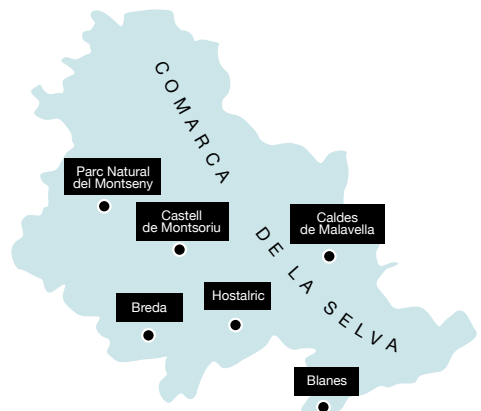 COMARCA
DE LA SELVA
Parc Natural
del Montseny
Castell
de Montsoriu
Caldes
de Malavella
Breda
Hostalric
Blanes